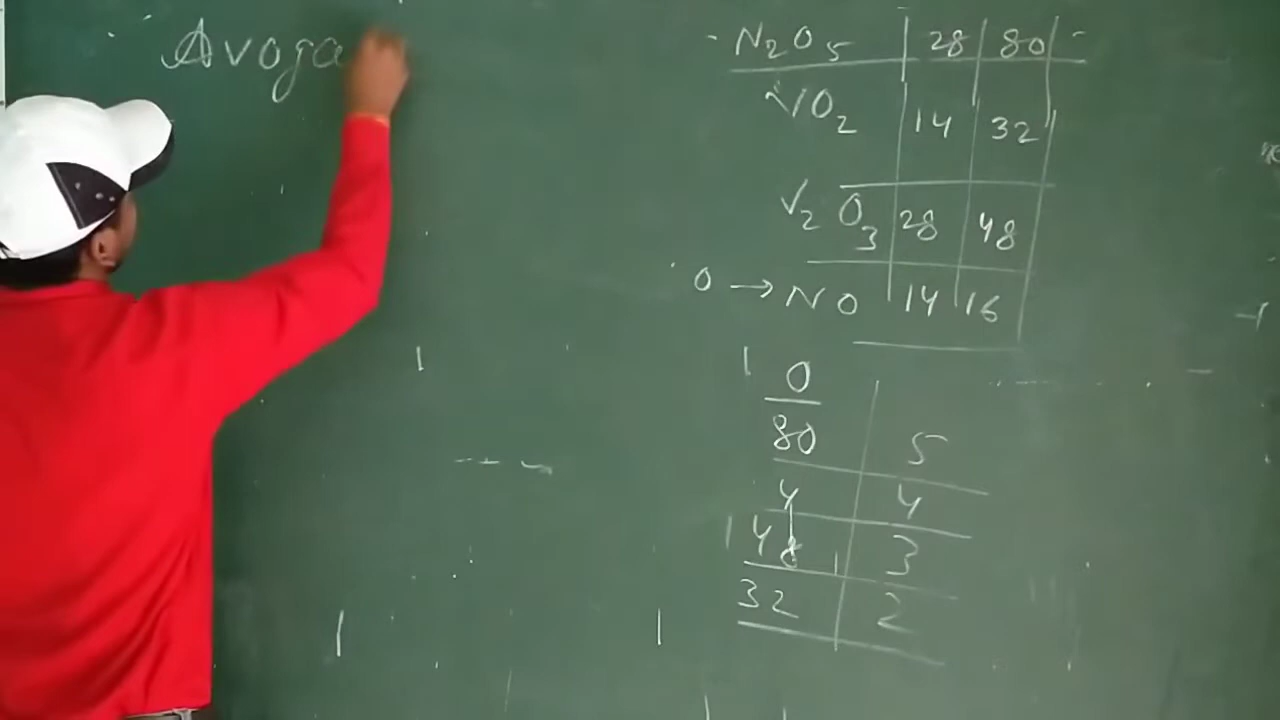 Avoga
N2O5 28 80
NO2 14 32
N2O3 28 48
O → NO 14 16
O
80 5
4 4
48 3
32 2